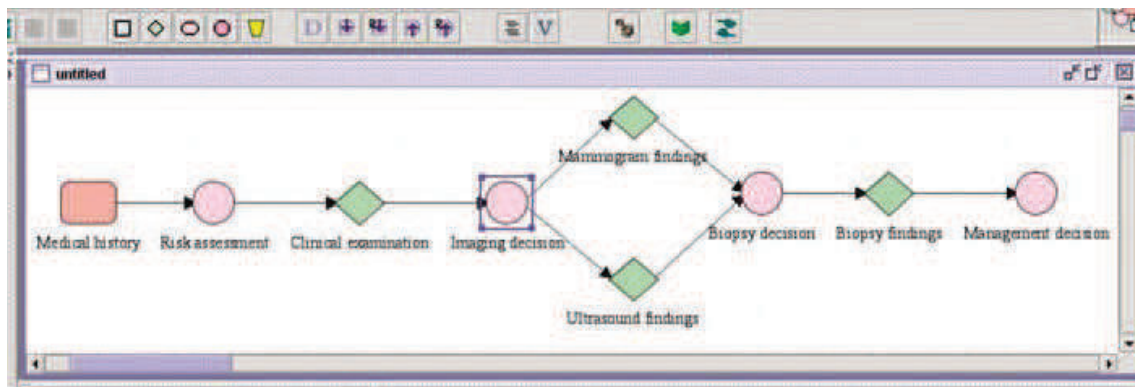 D V
untitled
Mammogram findings
Medical history Risk assessment Clinical examination Imaging decision Biopsy decision Biopsy findings Management decision
Ultrasound findings